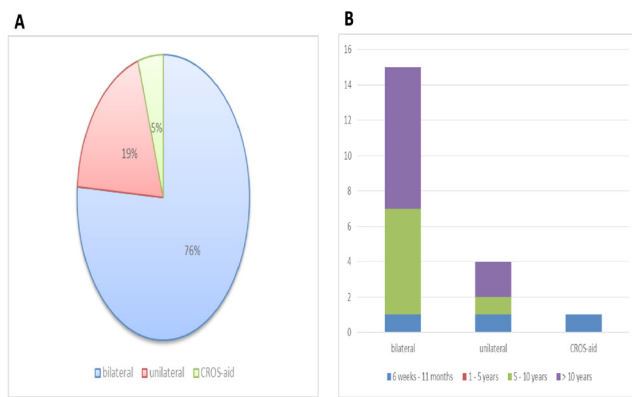 A
5%
19%
76%
bilateral unilateral CROS-aid
B
16
14
12
10
8
6
4
2
0
bilateral unilateral CROS-aid
6 weeks - 11 months 1 - 5 years 5 - 10 years > 10 years